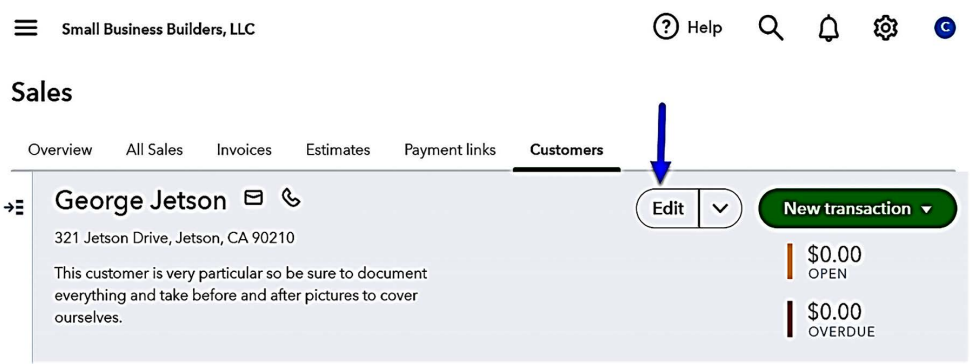 Small Business Builders, LLC
Help
C
Sales
Overview All Sales Invoices Estimates Payment links Customers
George Jetson
Edit
New transaction
321 Jetson Drive, Jetson, CA 90210
$0.00
OPEN
This customer is very particular so be sure to document
everything and take before and after pictures to cover
ourselves.
$0.00
OVERDUE